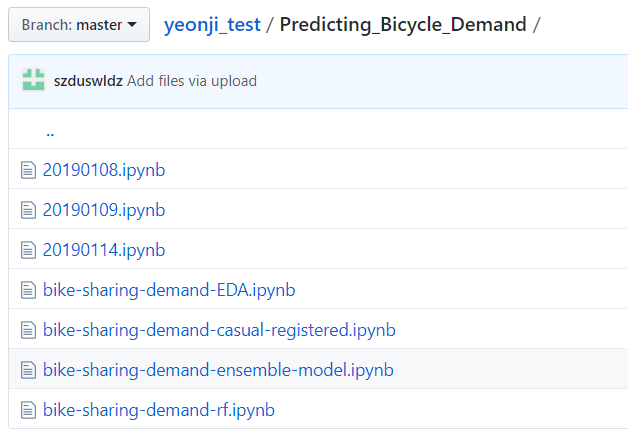 Branch: master yeonji_test / Predicting_Bicycle_Demand /
szduswldz Add files via upload
..
20190108.ipynb
20190109.ipynb
20190114.ipynb
bike-sharing-demand-EDA.ipynb
bike-sharing-demand-casual-registered.ipynb
bike-sharing-demand-ensemble-model.ipynb
bike-sharing-demand-rf.ipynb